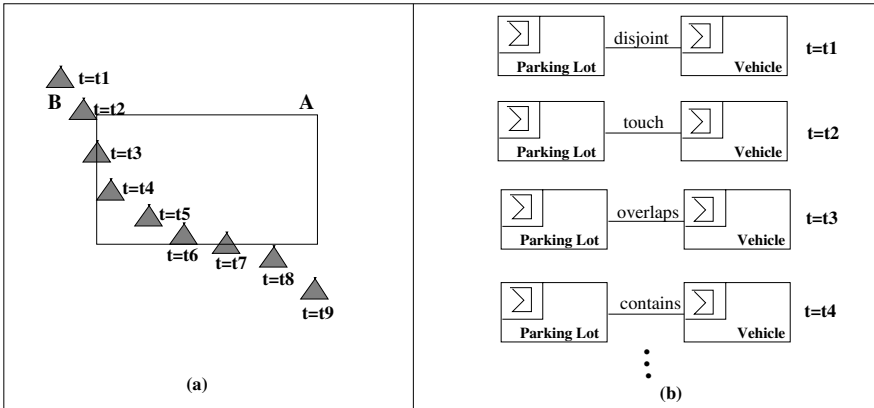 t=t1
B
A
t=t2
t=t3
t=t4
t=t5
t=t6
t=t7
t=t8
t=t9
(a)
disjoint
t=t1
Parking Lot
Vehicle
touch
t=t2
Parking Lot
Vehicle
overlaps
t=t3
Parking Lot
Vehicle
contains
t=t4
Parking Lot
Vehicle
(b)